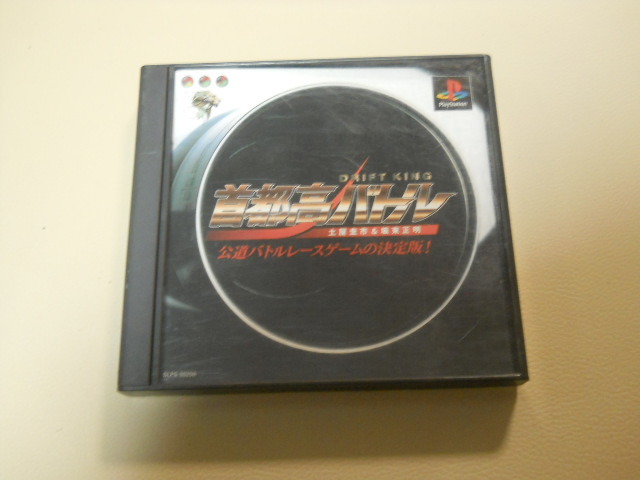 PlayStation
DRIFT KING
首都高バトル
土屋圭市&坂東正明
公道バトルレースゲームの決定版!